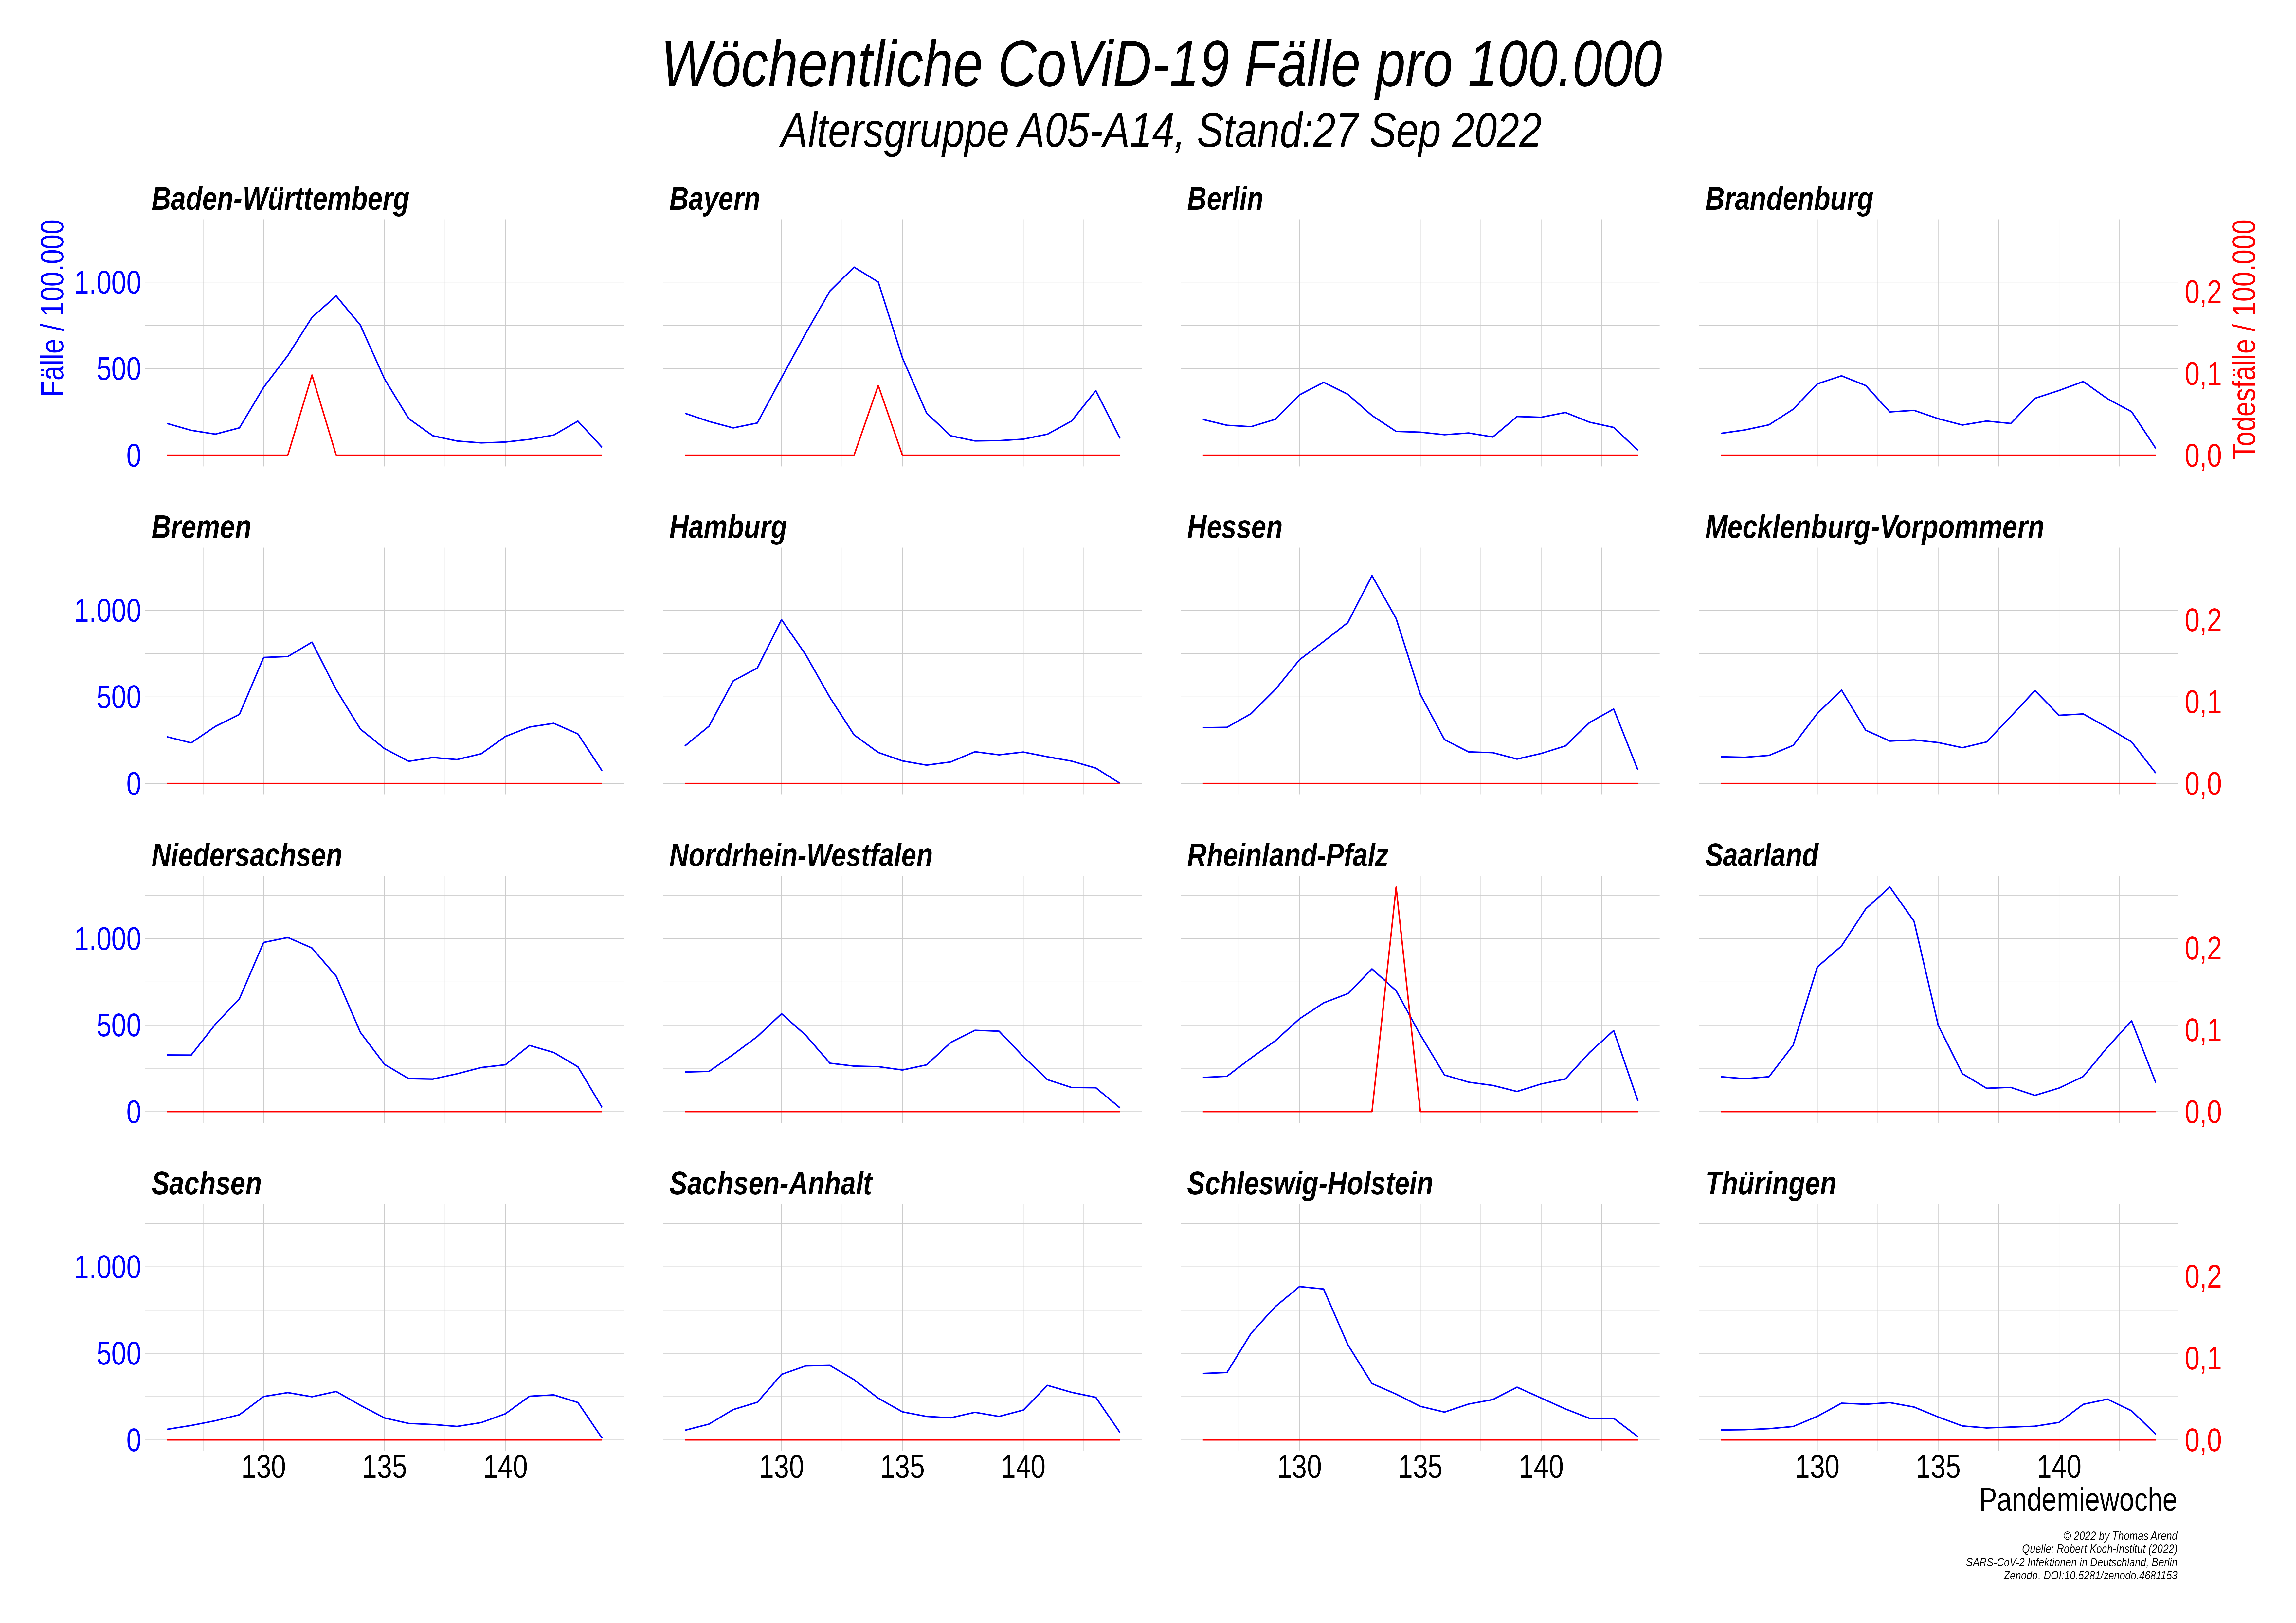 Wöchentliche CoViD-19 Fälle pro 100.000
Altersgruppe A05-A14, Stand:27 Sep 2022
Baden-Württemberg
Bayern
Berlin
Brandenburg
Fälle / 100.000
1.000
500
0
0,2
0,1
0,0
Todesfälle / 100.000
Bremen
Hamburg
Hessen
Mecklenburg-Vorpommern
1.000
500
0
0,2
0,1
0,0
Niedersachsen
Nordrhein-Westfalen
Rheinland-Pfalz
Saarland
1.000
500
0
0,2
0,1
0,0
Sachsen
Sachsen-Anhalt
Schleswig-Holstein
Thüringen
1.000
500
0
0,2
0,1
0,0
130 135 140
130 135 140
130 135 140
130 135 140
Pandemiewoche
© 2022 by Thomas Arend
Quelle: Robert Koch-Institut (2022)
SARS-CoV-2 Infektionen in Deutschland, Berlin
Zenodo. DOI:10.5281/zenodo.4681153